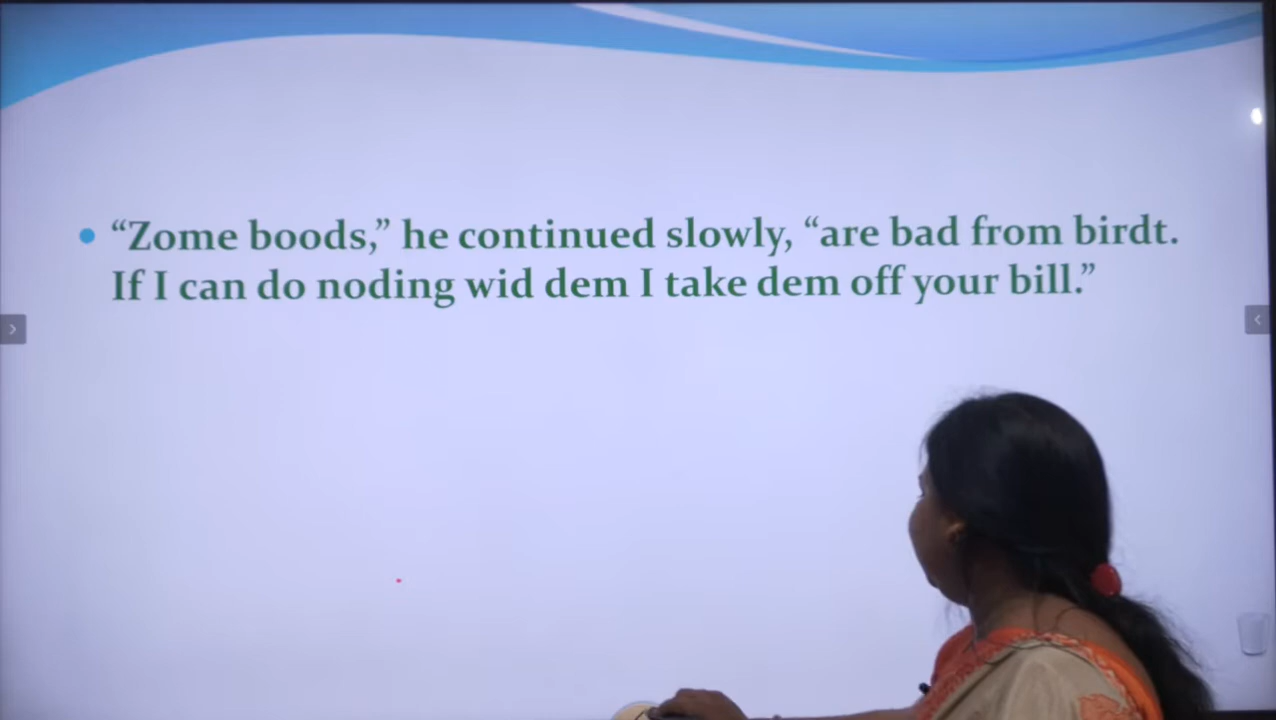 “Zome boods,” he continued slowly, “are bad from birdt.
If I can do noding wid dem I take dem off your bill.”